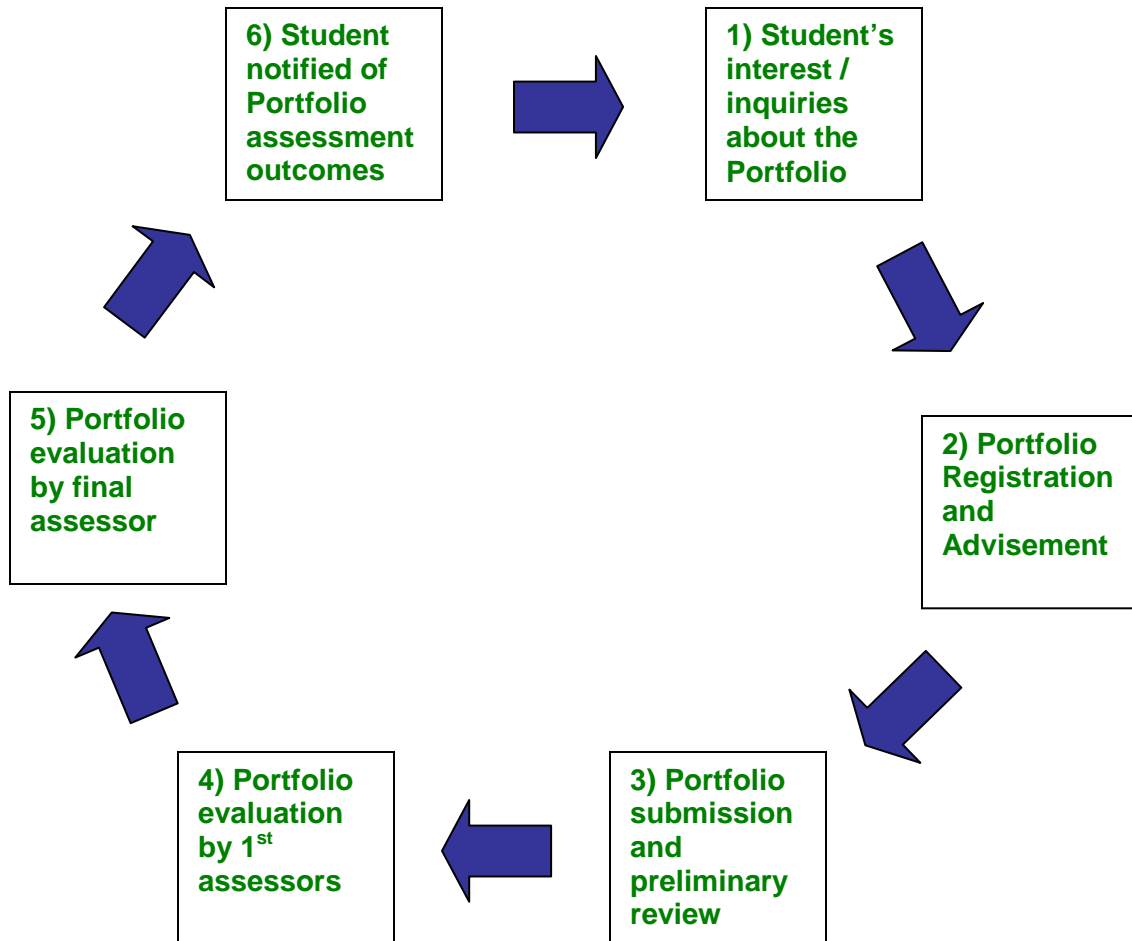 1) Student’s
interest /
inquiries
about the
Portfolio
2) Portfolio
Registration
and
Advisement
3) Portfolio
submission
and
preliminary
review
4) Portfolio
evaluation
by 1st
assessors
5) Portfolio
evaluation
by final
assessor
6) Student
notified of
Portfolio
assessment
outcomes